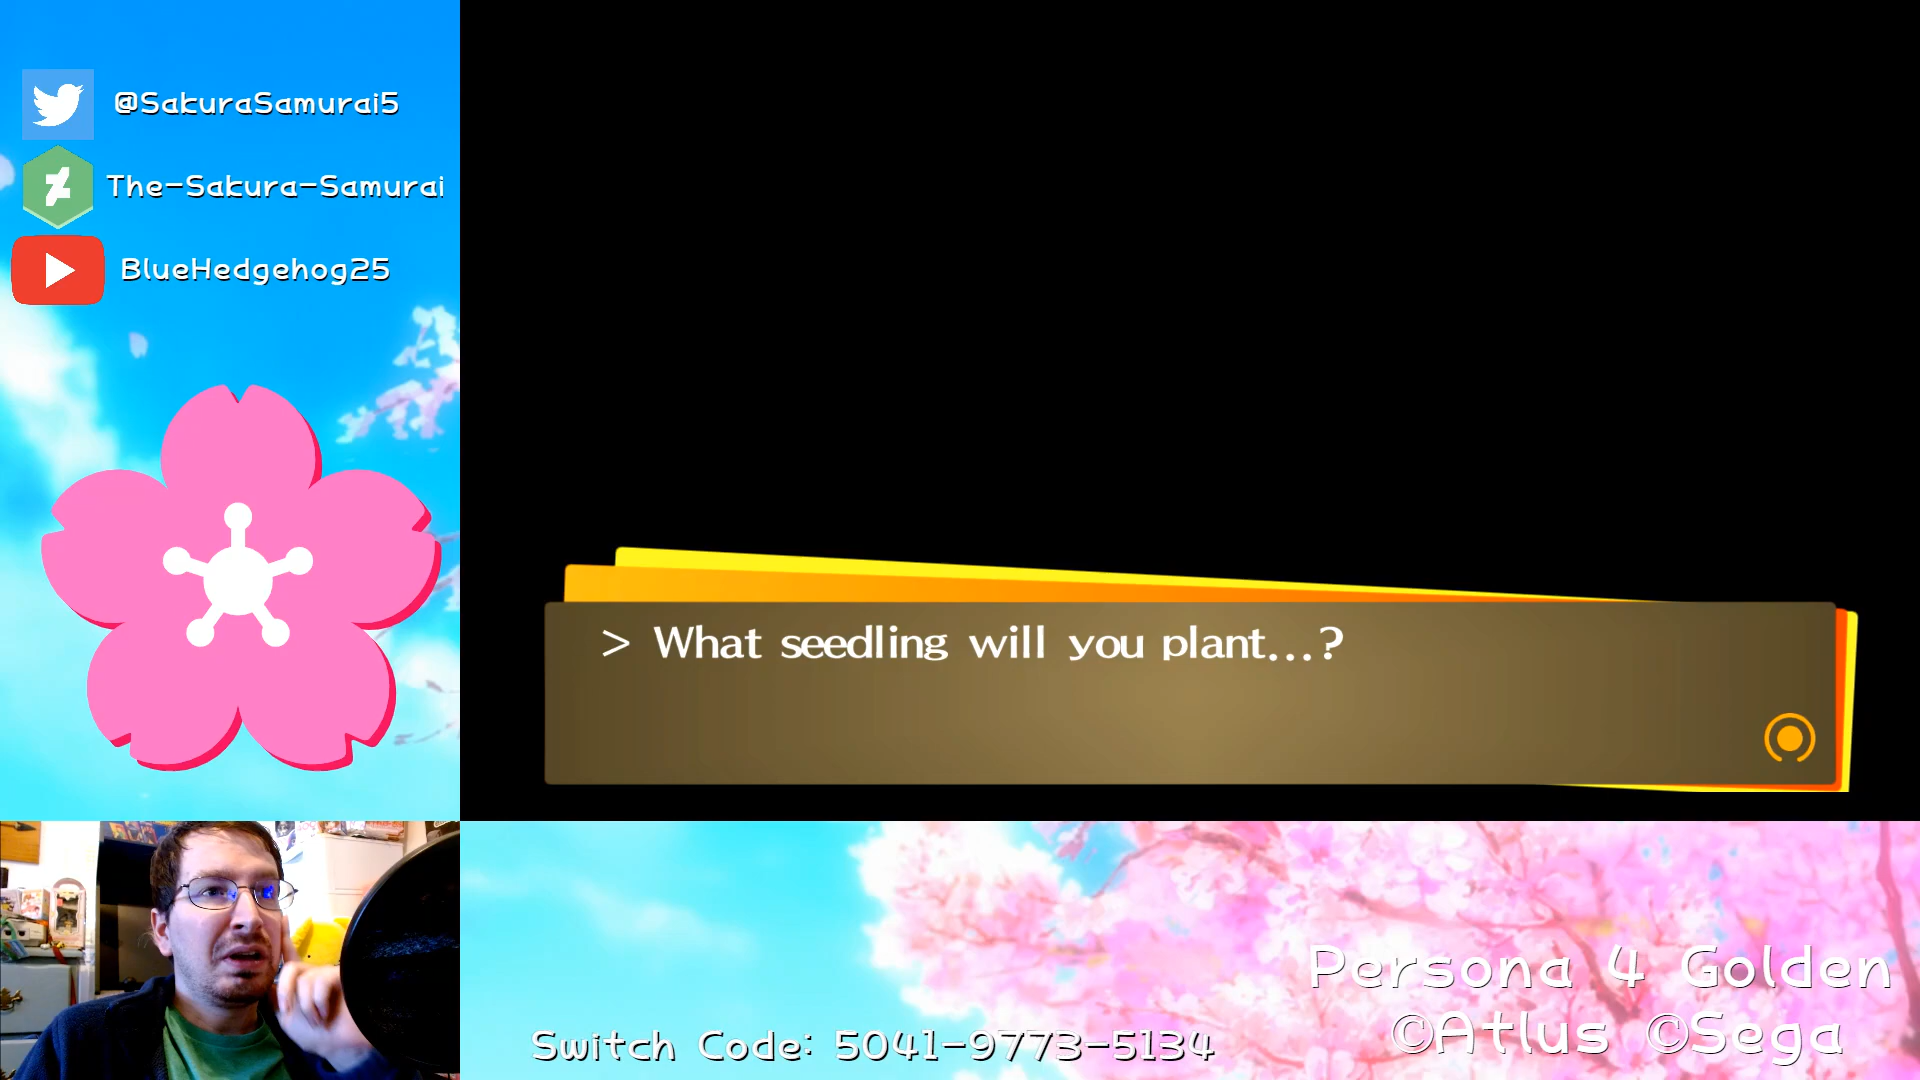 @SakuraSamurai5
The-Sakura-Samurai
BlueHedgehog25
> What seedling will you plant...?
Persona 4 Golden
©Atlus ©Sega
Switch Code: 5041-9773-5134